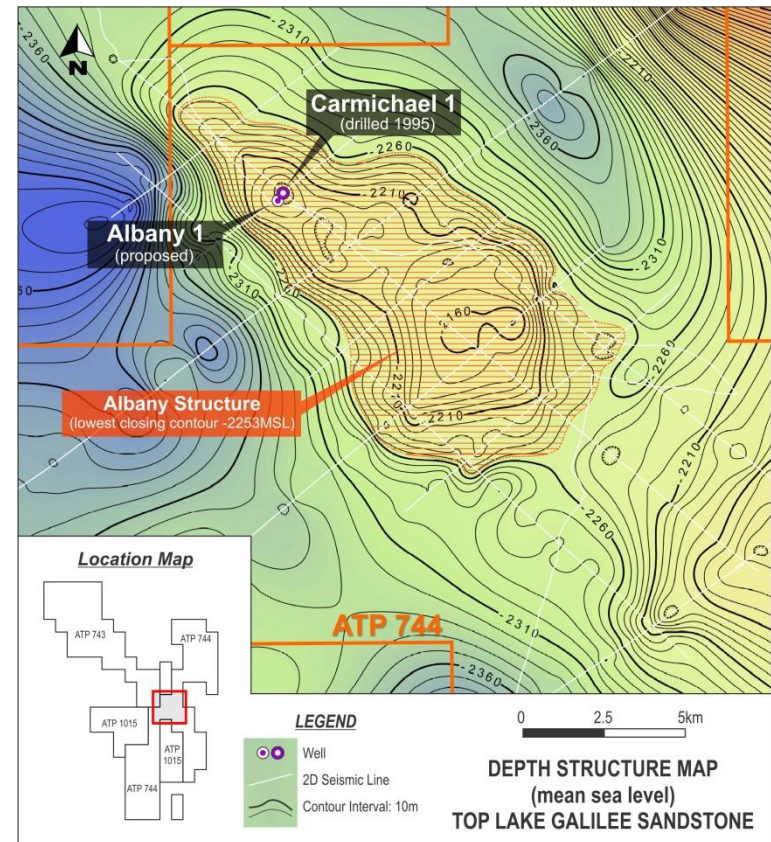 -2310
-2210
N
Carmichael 1
(drilled 1995)
-2360
-2260
-2210
Albany 1
(proposed)
-2310
-2310
-2310
-2160
-2260
Albany Structure
(lowest closing contour -2253MSL)
-2210
-2210
-2260
ATP 744
-2360
-2360
Location Map
ATP 743
ATP 744
ATP 1015
ATP
1015
ATP 744
LEGEND
Well
2D Seismic Line
Contour Interval: 10m
0 2.5 5km
DEPTH STRUCTURE MAP
(mean sea level)
TOP LAKE GALILEE SANDSTONE